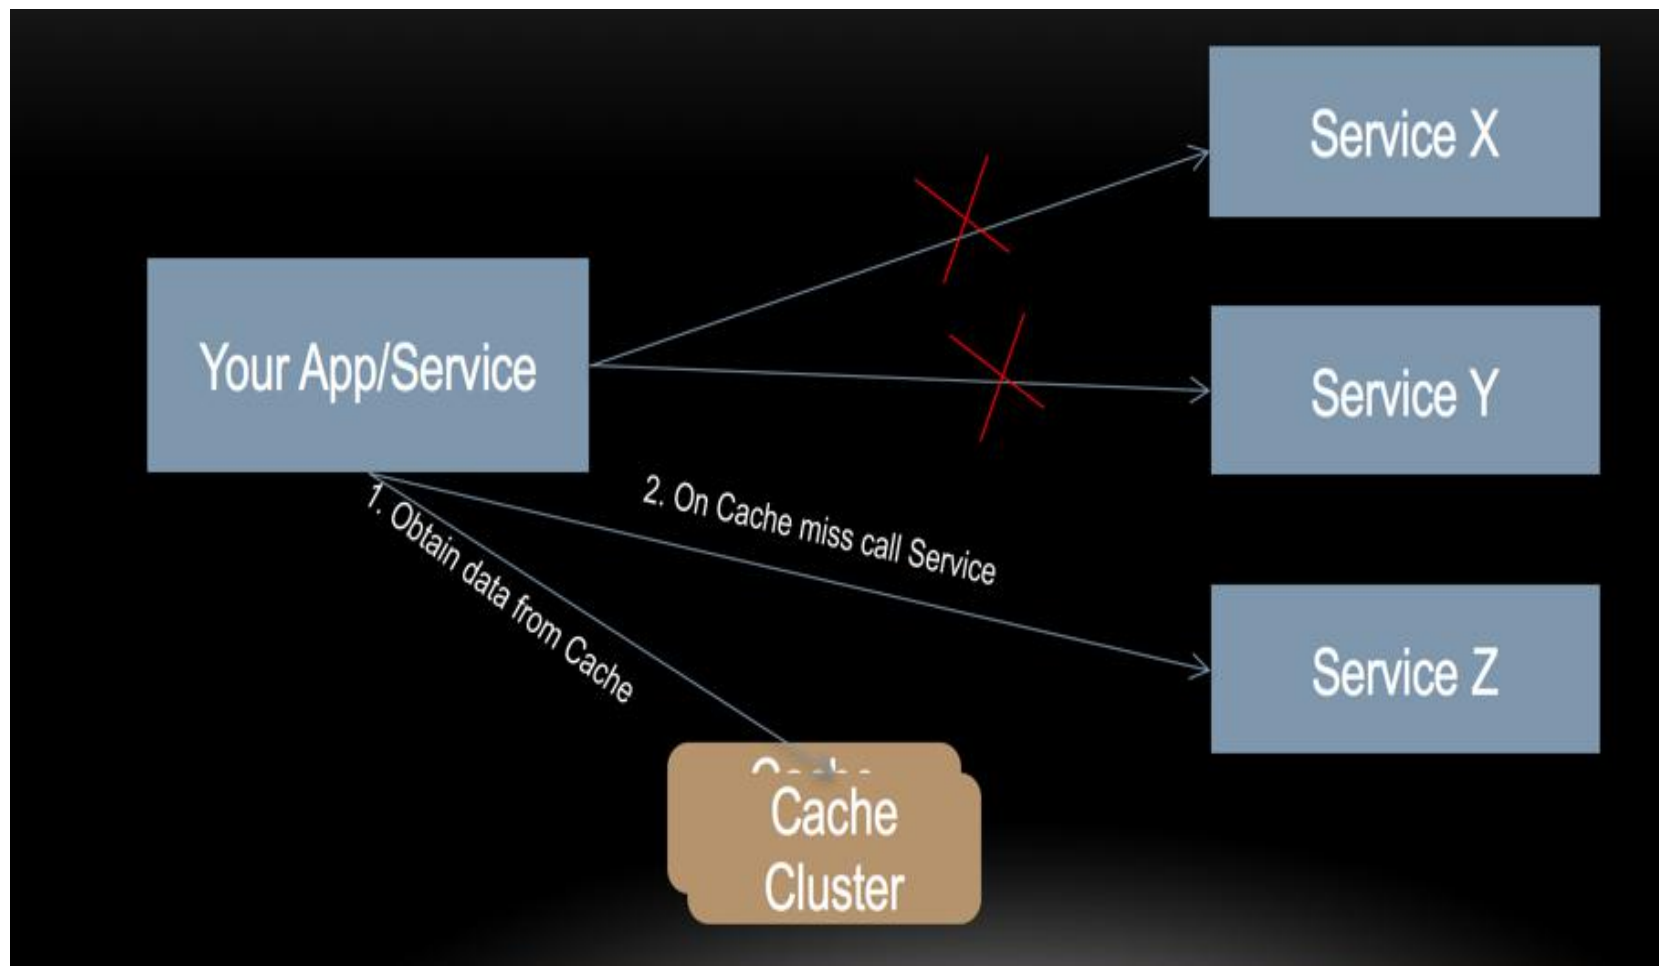 Service X
Your App/Service
Service Y
2. On Cache miss call Service
1. Obtain data from Cache
Service Z
Cache
Cluster